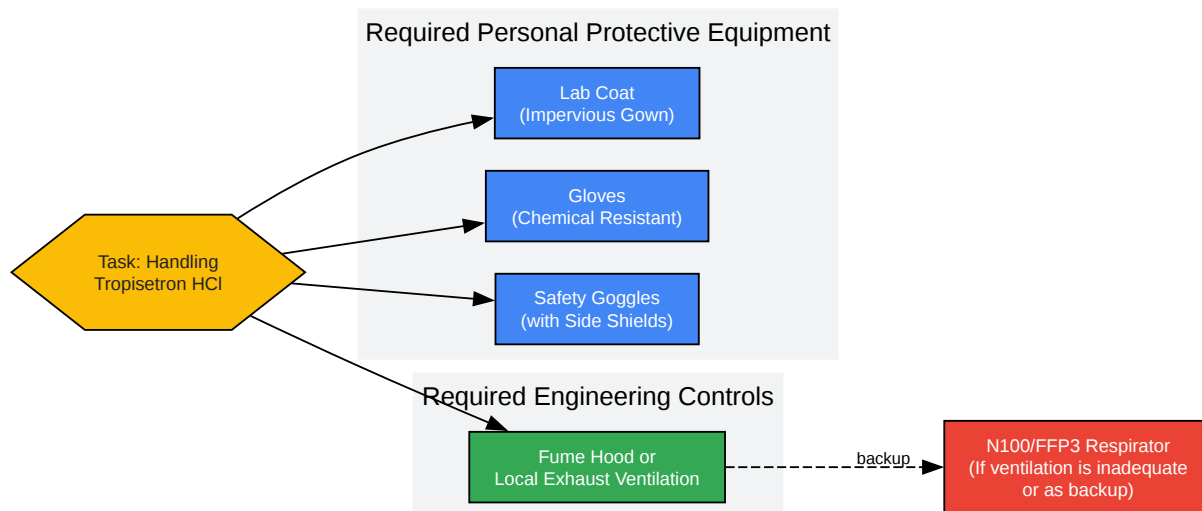 Required Personal Protective Equipment
Lab Coat
(Impervious Gown)
Gloves
(Chemical Resistant)
Task: Handling
Tropisetron HCl
Safety Goggles
(with Side Shields)
Required Engineering Controls
Fume Hood or
Local Exhaust Ventilation
backup
N100/FFP3 Respirator
(If ventilation is inadequate
or as backup)